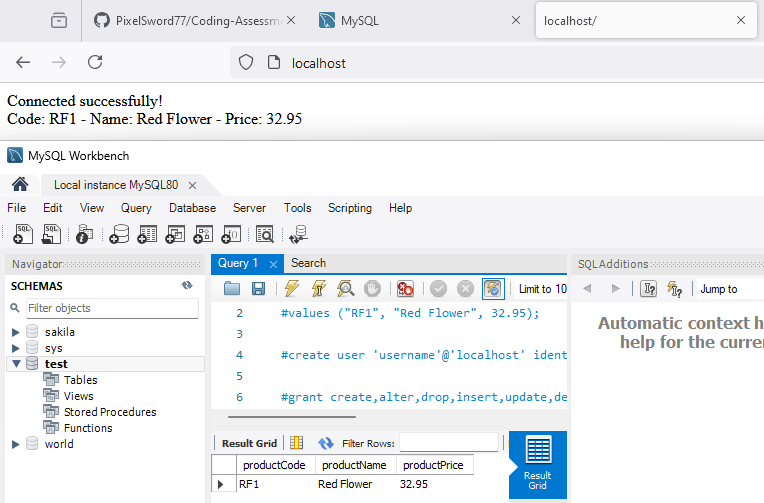 PixelSword77/Coding-Assessme
MySQL
localhost/
localhost
Connected successfully!
Code: RF1 - Name: Red Flower - Price: 32.95
MySQL Workbench
Local instance MySQL80
File Edit View Query Database Server Tools Scripting Help
Navigator
SCHEMAS
Filter objects
sakila
sys
test
Tables
Views
Stored Procedures
Functions
world
Query 1 Search
Limit to 10
2 #values ("RF1", "Red Flower", 32.95);
3
4 #create user 'username'@'localhost' ident
5
6 #grant create,alter,drop,insert,update,de
Result Grid Filter Rows:
productCode productName productPrice
RF1 Red Flower 32.95
Result
Grid
SQLAdditions
Jump to
Automatic context h
help for the curre